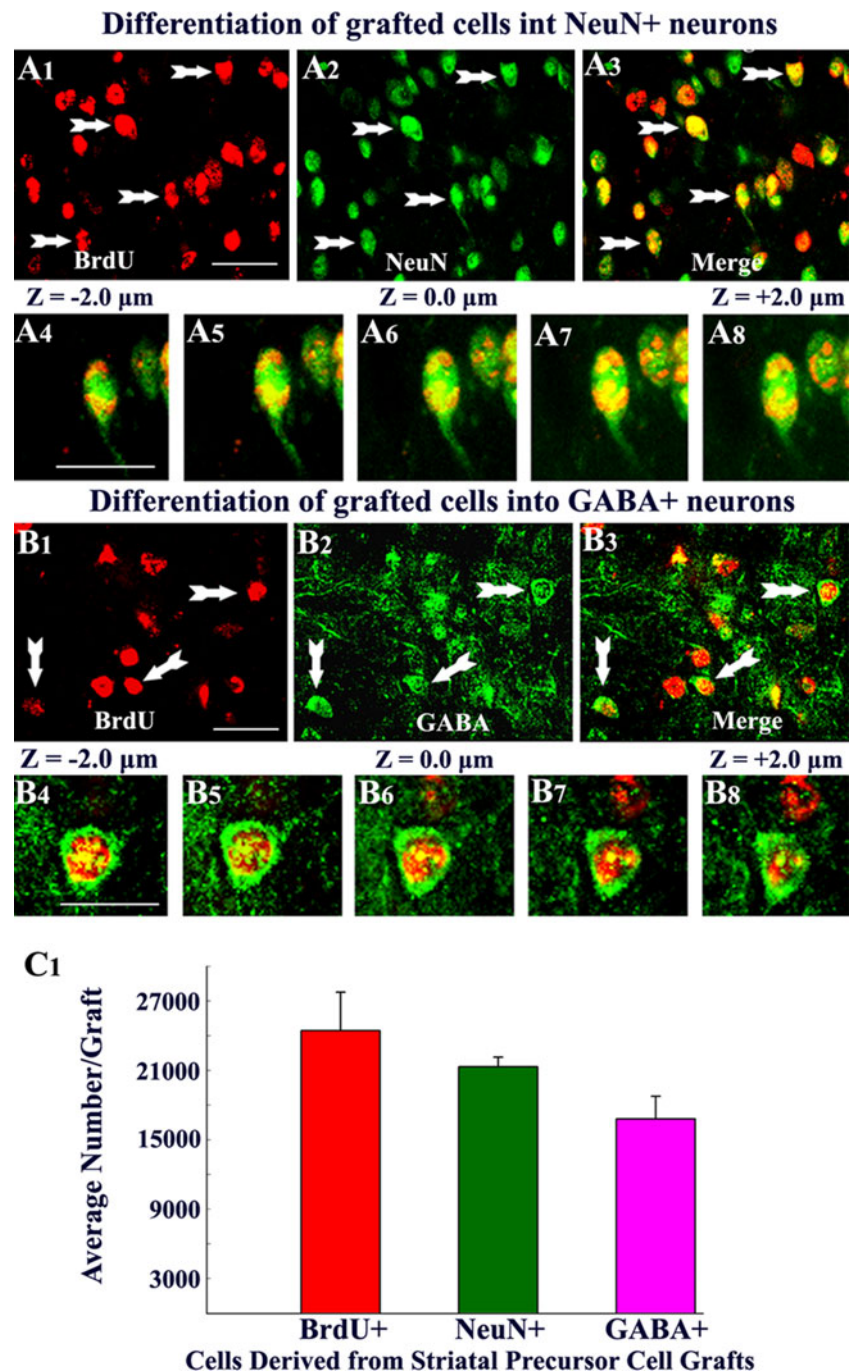 Differentiation of grafted cells int NeuN+ neurons
A1 A2 A3
BrdU NeuN Merge
Z = -2.0 µm Z = 0.0 µm Z = +2.0 µm
A4 A5 A6 A7 A8
Differentiation of grafted cells into GABA+ neurons
B1 B2 B3
BrdU GABA Merge
Z = -2.0 µm Z = 0.0 µm Z = +2.0 µm
B4 B5 B6 B7 B8
C1
Average Number/Graft
27000
21000
15000
9000
3000
BrdU+ NeuN+ GABA+
Cells Derived from Striatal Precursor Cell Grafts